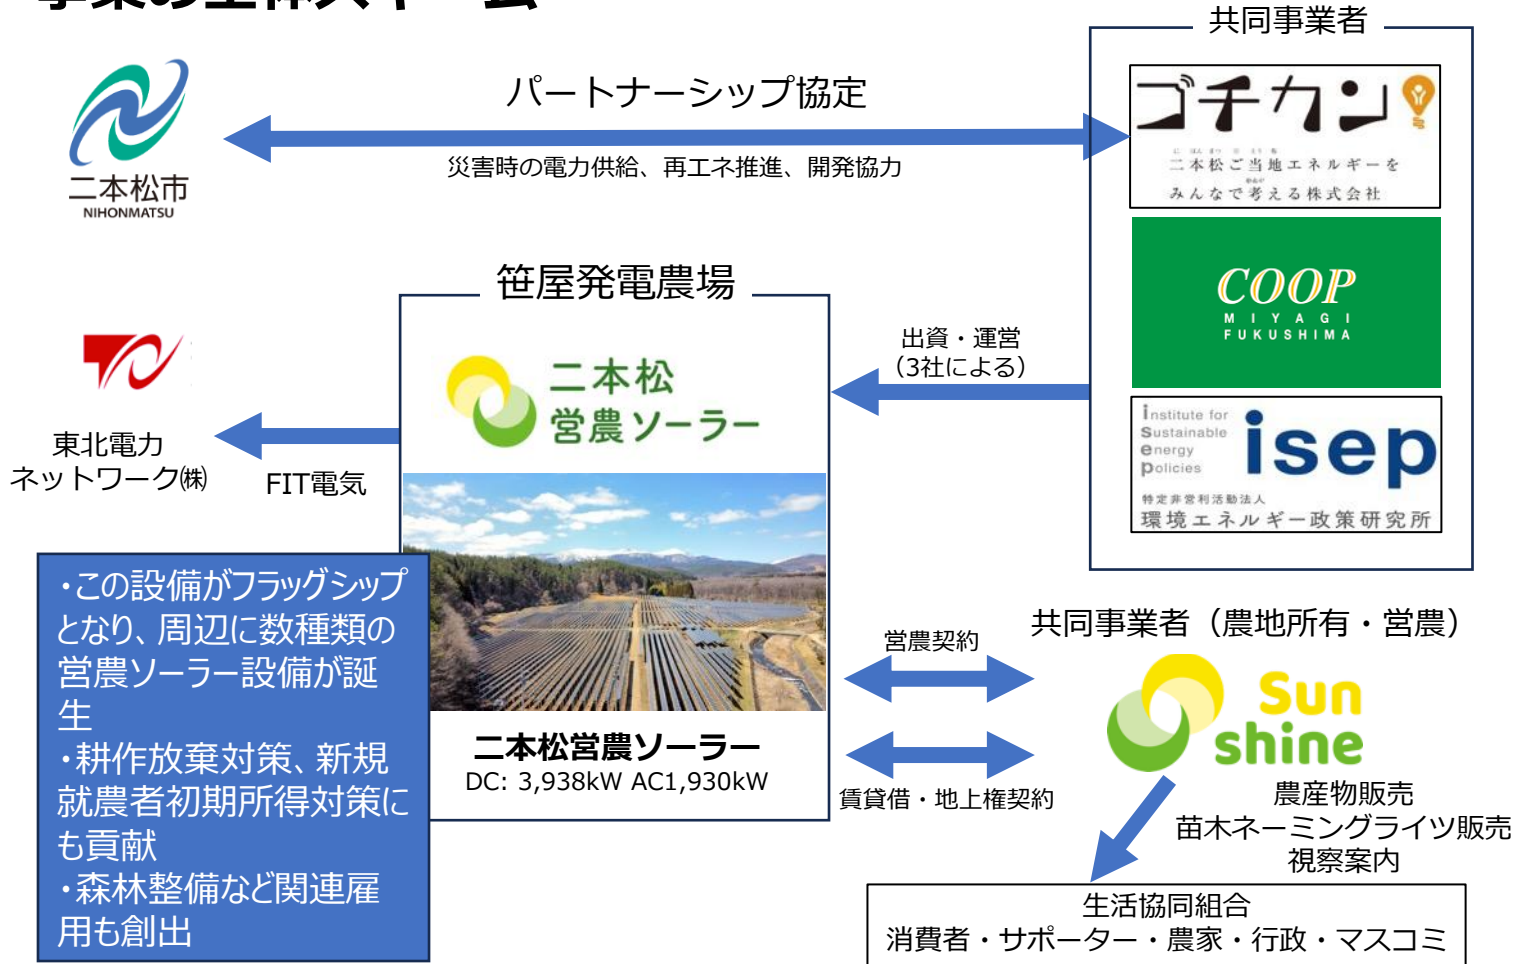 事業の全体スキーム
共同事業者
二本松市
NIHONMATSU
パートナーシップ協定
災害時の電力供給、再エネ推進、開発協力
ゴチカン
に ほん まつ
二本松ご当地エネルギーを
かんが
みんなで考える株式会社
COOP
MIYAGI
FUKUSHIMA
institute for
Sustainable
energy
policies
isep
特定非営利活動法人
環境エネルギー政策研究所
出資・運営
（3社による）
笹屋発電農場
二本松
営農ソーラー
二本松営農ソーラー
DC: 3,938kW AC1,930kW
東北電力
ネットワーク㈱
FIT電気
・この設備がフラッグシップ
となり、周辺に数種類の
営農ソーラー設備が誕
生
・耕作放棄対策、新規
就農者初期所得対策に
も貢献
・森林整備など関連雇
用も創出
営農契約
賃貸借・地上権契約
共同事業者（農地所有・営農）
Sun
shine
農産物販売
苗木ネーミングライツ販売
視察案内
生活協同組合
消費者・サポーター・農家・行政・マスコミ